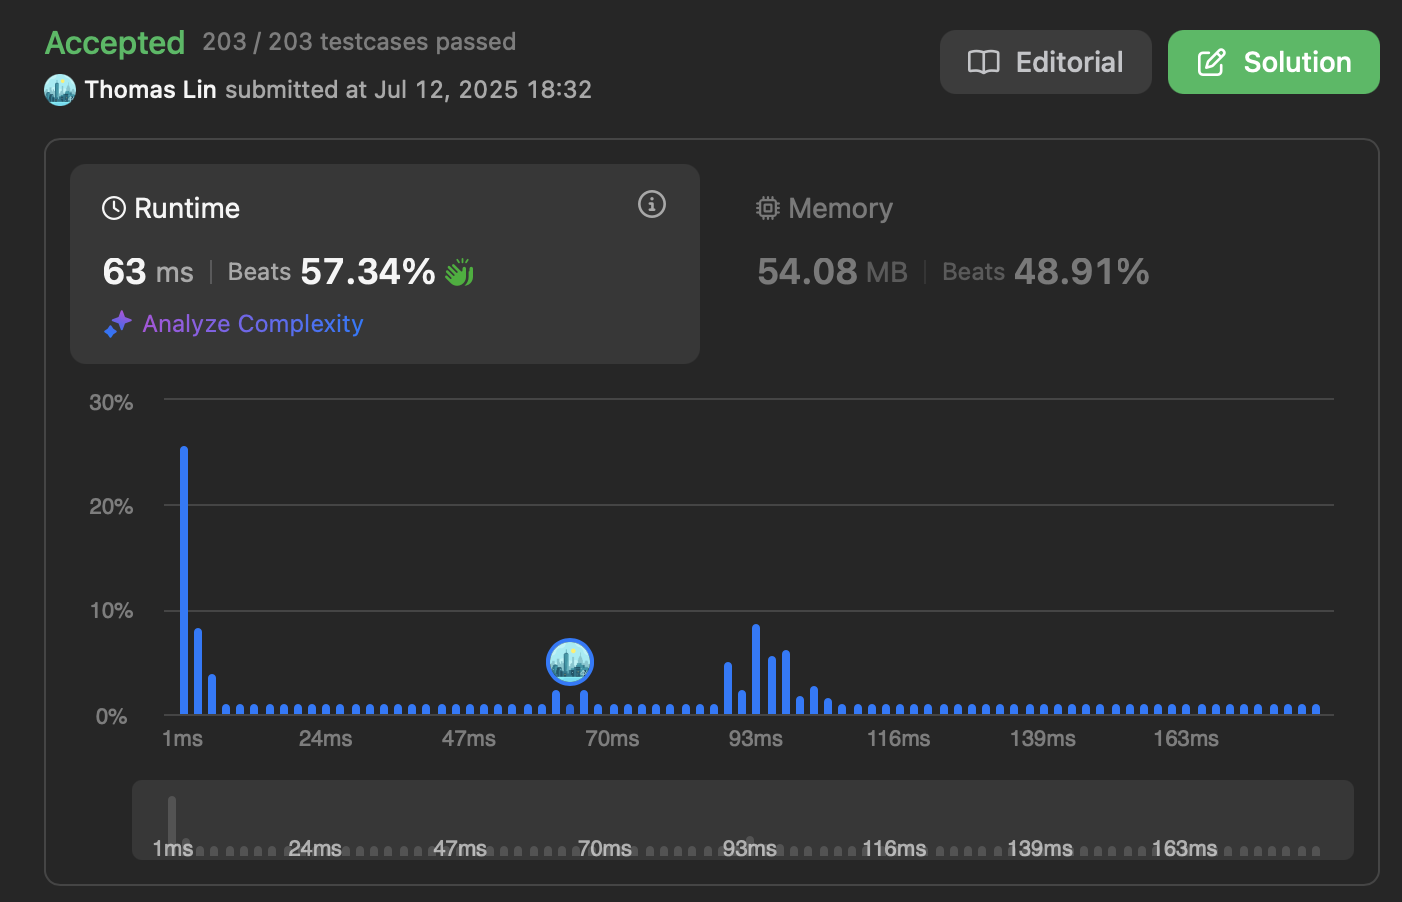 Accepted 203 / 203 testcases passed
Thomas Lin submitted at Jul 12, 2025 18:32
Editorial
Solution
Runtime
63 ms | Beats 57.34%
Analyze Complexity
Memory
54.08 MB | Beats 48.91%
30%
20%
10%
0%
1ms 24ms 47ms 70ms 93ms 116ms 139ms 163ms
1ms 24ms 47ms 70ms 93ms 116ms 139ms 163ms